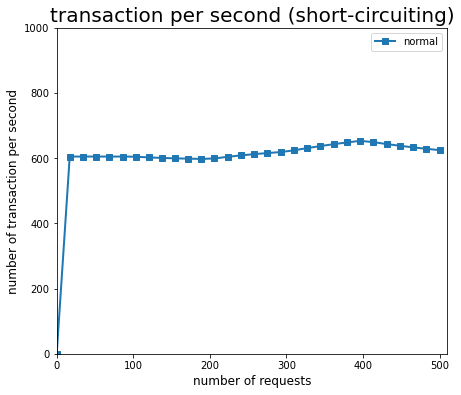 transaction per second (short-circuiting)
normal
number of transaction per second
1000
800
600
400
200
0
0 100 200 300 400 500
number of requests